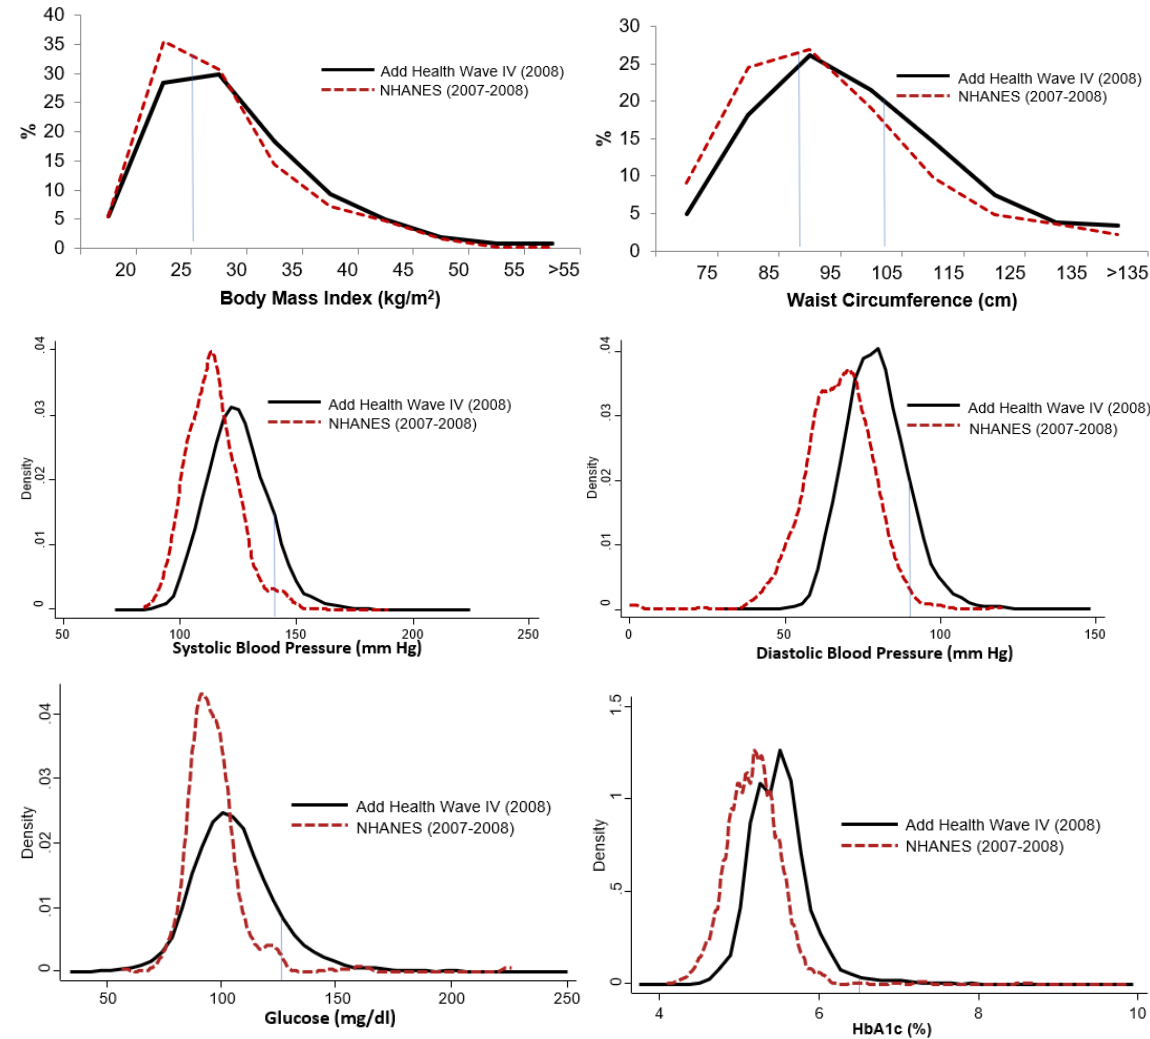 40
35
30
25
20
15
10
5
0
%
Add Health Wave IV (2008)
NHANES (2007-2008)
20 25 30 35 40 45 50 55 >55
Body Mass Index (kg/m²)
30
25
20
15
10
5
0
%
Add Health Wave IV (2008)
NHANES (2007-2008)
75 85 95 105 115 125 135 >135
Waist Circumference (cm)
.04
.03
.02
.01
0
Density
Add Health Wave IV (2008)
NHANES (2007-2008)
50 100 150 200 250
Systolic Blood Pressure (mm Hg)
.04
.03
.02
.01
0
Density
Add Health Wave IV (2008)
NHANES (2007-2008)
0 50 100 150
Diastolic Blood Pressure (mm Hg)
.04
.03
.02
.01
0
Density
Add Health Wave IV (2008)
NHANES (2007-2008)
50 100 150 200 250
Glucose (mg/dl)
1.5
1
.5
0
Density
Add Health Wave IV (2008)
NHANES (2007-2008)
4 6 8 10
HbA1c (%)